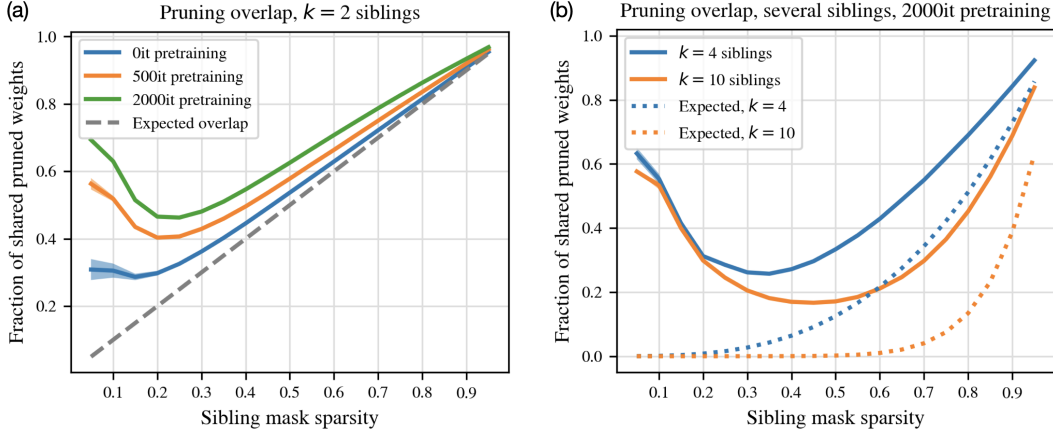 (a)
Pruning overlap, k = 2 siblings
Fraction of shared pruned weights
1.0
0.8
0.6
0.4
0.2
0it pretraining
500it pretraining
2000it pretraining
Expected overlap
0.1 0.2 0.3 0.4 0.5 0.6 0.7 0.8 0.9
Sibling mask sparsity
(b)
Pruning overlap, several siblings, 2000it pretraining
Fraction of shared pruned weights
1.0
0.8
0.6
0.4
0.2
0.0
k = 4 siblings
k = 10 siblings
Expected, k = 4
Expected, k = 10
0.1 0.2 0.3 0.4 0.5 0.6 0.7 0.8 0.9
Sibling mask sparsity